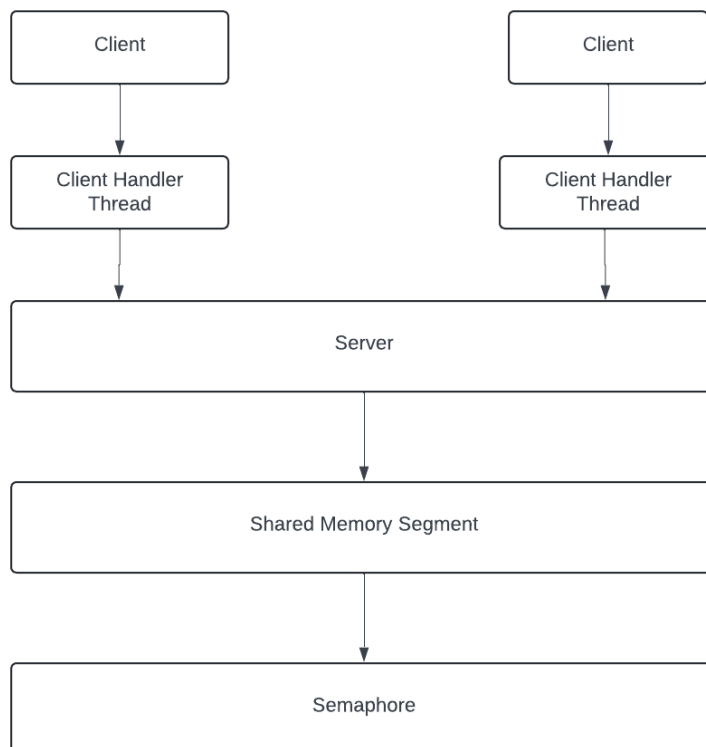 Client
Client
Client Handler
Thread
Client Handler
Thread
Server
Shared Memory Segment
Semaphore